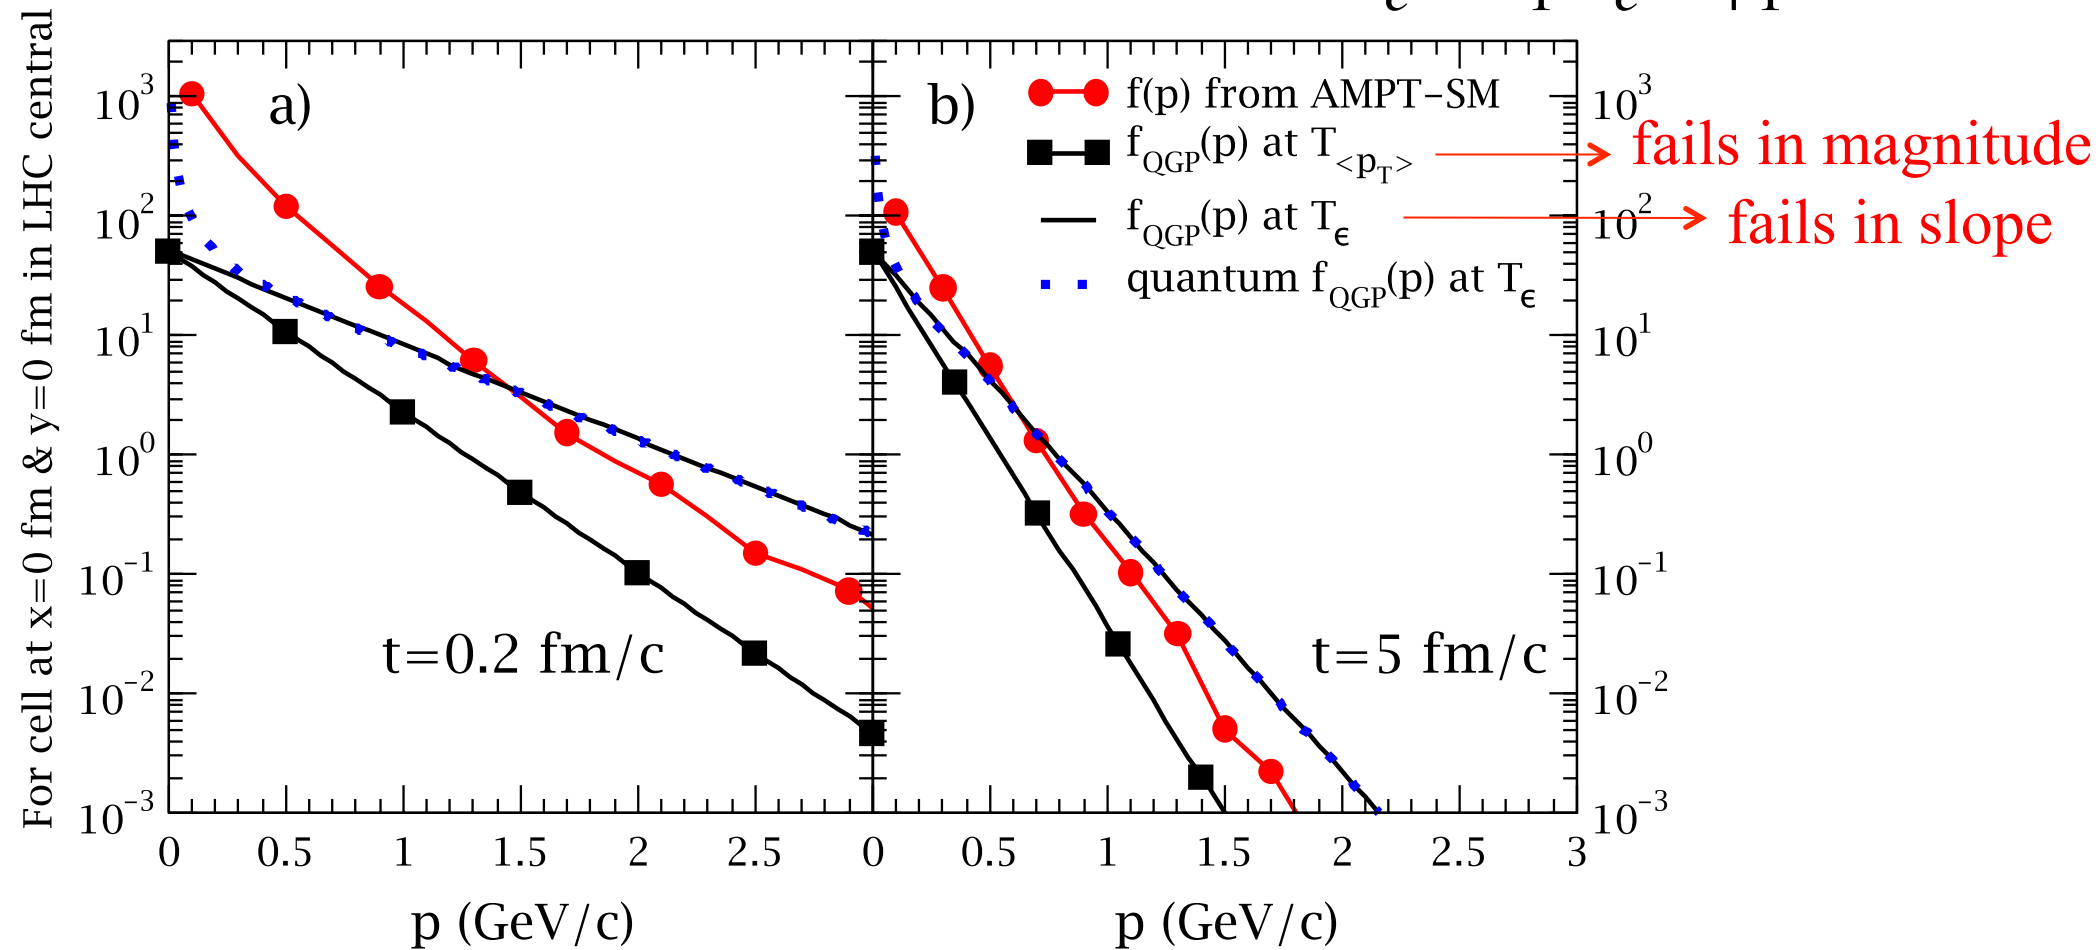 For cell at x=0 fm & y=0 fm in LHC central
a)
b)
f(p) from AMPT-SM
f_QGP(p) at T_<p_T>
fails in magnitude
f_QGP(p) at T_ϵ
fails in slope
quantum f_QGP(p) at T_ϵ
t=0.2 fm/c
t=5 fm/c
10^3
10^2
10^1
10^0
10^-1
10^-2
10^-3
10^3
10^2
10^1
10^0
10^-1
10^-2
10^-3
0 0.5 1 1.5 2 2.5 0 0.5 1 1.5 2 2.5 3
p (GeV/c) p (GeV/c)